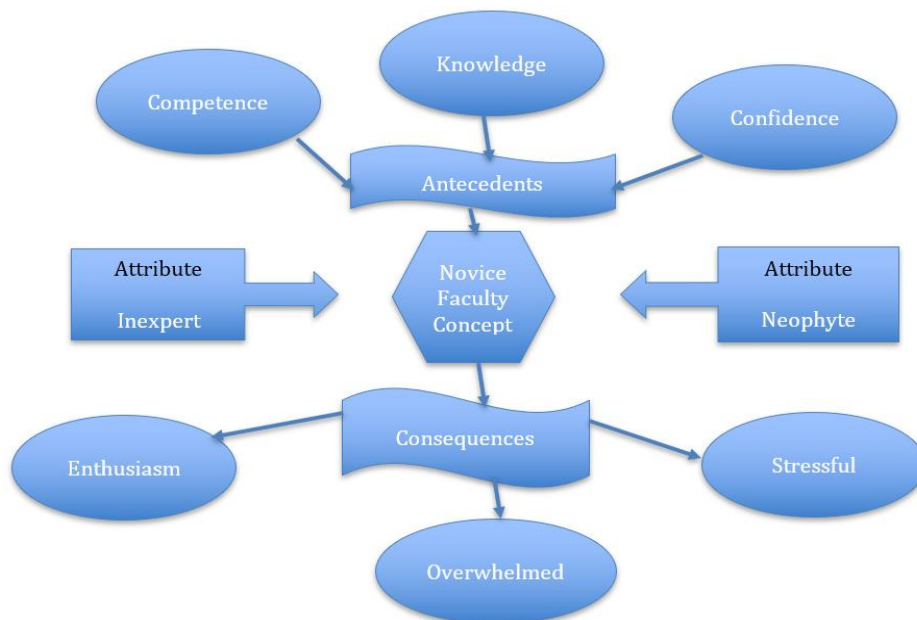 Knowledge
Competence
Confidence
Antecedents
Attribute
Inexpert
Novice
Faculty
Concept
Attribute
Neophyte
Consequences
Enthusiasm
Stressful
Overwhelmed